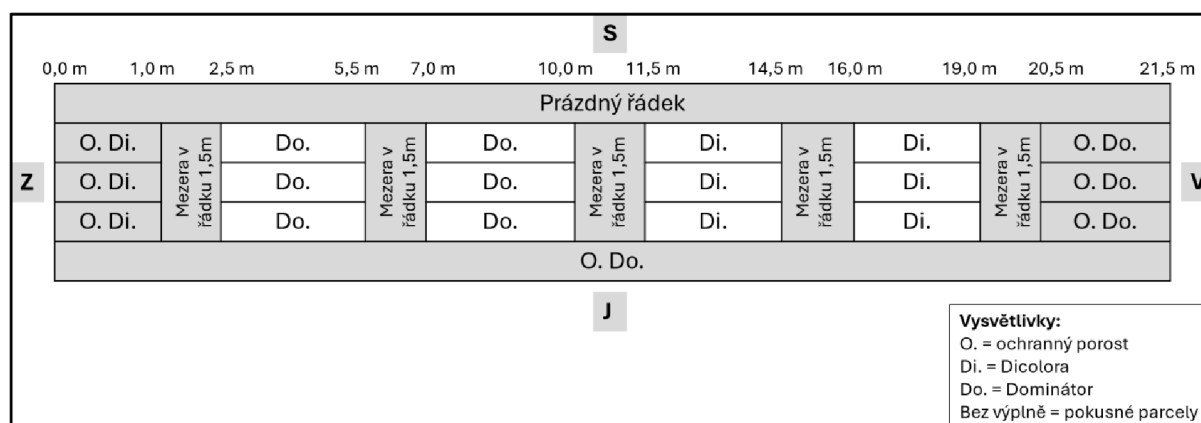 S
0,0 m 1,0 m 2,5 m 5,5 m 7,0 m 10,0 m 11,5 m 14,5 m 16,0 m 19,0 m 20,5 m 21,5 m
Prázdný řádek
Z
O. Di.
O. Di.
O. Di.
Mezera v
řádku 1,5m
Do.
Do.
Do.
Mezera v
řádku 1,5m
Do.
Do.
Do.
Mezera v
řádku 1,5m
Di.
Di.
Di.
Mezera v
řádku 1,5m
Di.
Di.
Di.
Mezera v
řádku 1,5m
O. Do.
O. Do.
O. Do.
V
O. Do.
J
Vysvětlivky:
O. = ochranný porost
Di. = Dicolora
Do. = Dominátor
Bez výplně = pokusné parcely